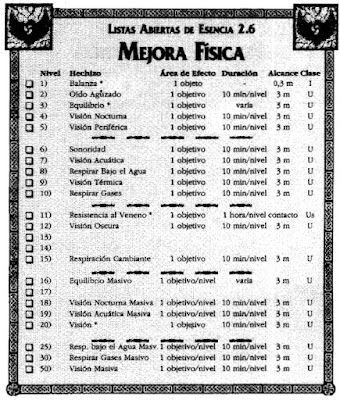 LISTAS ABIERTAS DE ESENCIA 2.6
MEJORA FÍSICA
Nivel Hechizo Área de Efecto Duración Alcance Clase
1) Balanza * 1 objeto - 0,3 m I
2) Oído Aguzado 1 objetivo 10 min/nivel 3 m U
3) Equilibrio * 1 objetivo varía 3 m U
4) Visión Nocturna 1 objetivo 10 min/nivel 3 m U
5) Visión Periférica 1 objetivo 10 min/nivel 3 m U
6) Sonoridad 1 objetivo 10 min/nivel 3 m U
7) Visión Acuática 1 objetivo 10 min/nivel 3 m U
8) Respirar Bajo el Agua 1 objetivo 10 min/nivel 3 m U
9) Visión Térmica 1 objetivo 10 min/nivel 3 m U
10) Respirar Gases 1 objetivo 10 min/nivel 3 m U
11) Resistencia al Veneno * 1 objetivo 1 hora/nivel contacto Us
12) Visión Oscura 1 objetivo 10 min/nivel 3 m U
13)
14)
15) Respiración Cambiante 1 objetivo 10 min/nivel 3 m U
16) Equilibrio Masivo 1 objetivo/nivel varía 3 m U
17)
18) Visión Nocturna Masiva 1 objetivo/nivel 10 min/nivel 3 m U
19) Visión Acuática Masiva 1 objetivo/nivel 10 min/nivel 3 m U
20) Visión * 1 objetivo 10 min/nivel 3 m U
25) Resp. bajo el Agua Masv. 1 objetivo/nivel 10 min/nivel 3 m U
30) Respirar Gases Masivo 1 objetivo/nivel 10 min/nivel 3 m U
50) Visión Masiva 1 objetivo/nivel 10 min/nivel 3 m U